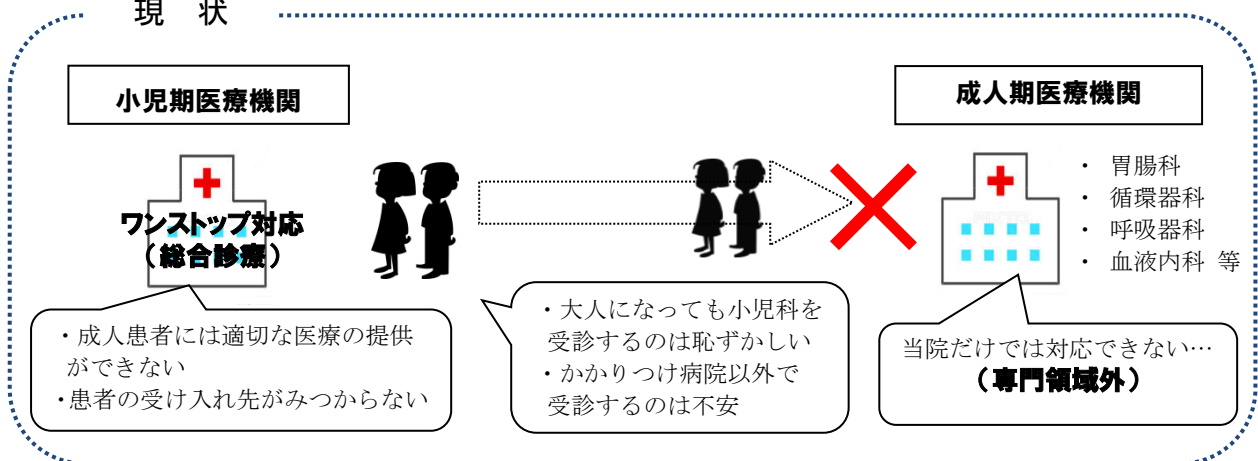 現 状
小児期医療機関
ワンストップ対応
（総合診療）
・成人患者には適切な医療の提供
ができない
・患者の受け入れ先がみつからない
・大人になっても小児科を
受診するのは恥ずかしい
・かかりつけ病院以外で
受診するのは不安
成人期医療機関
・ 胃腸科
・ 循環器科
・ 呼吸器科
・ 血液内科 等
当院だけでは対応できない…
（専門領域外）